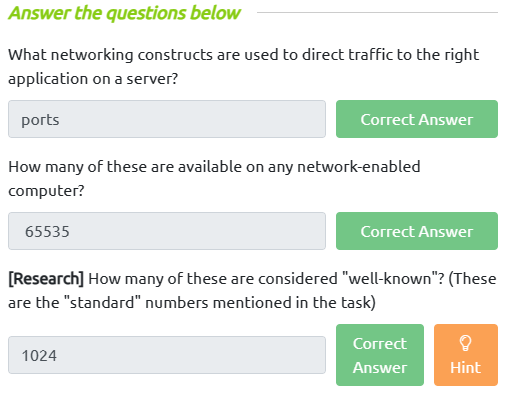 Answer the questions below
What networking constructs are used to direct traffic to the right
application on a server?
ports
Correct Answer
How many of these are available on any network-enabled
computer?
65535
Correct Answer
[Research] How many of these are considered "well-known"? (These
are the "standard" numbers mentioned in the task)
1024
Correct
Answer
Hint